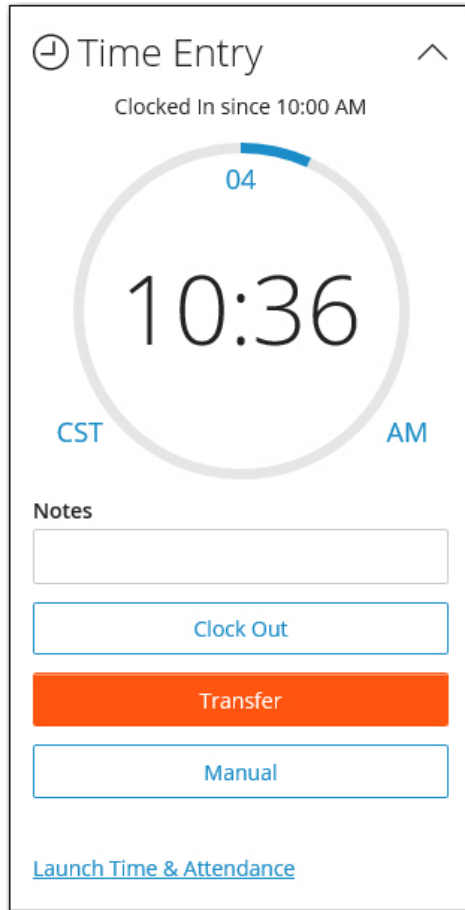 Time Entry
Clocked In since 10:00 AM
04
10:36
CST AM
Notes
Clock Out
Transfer
Manual
Launch Time & Attendance